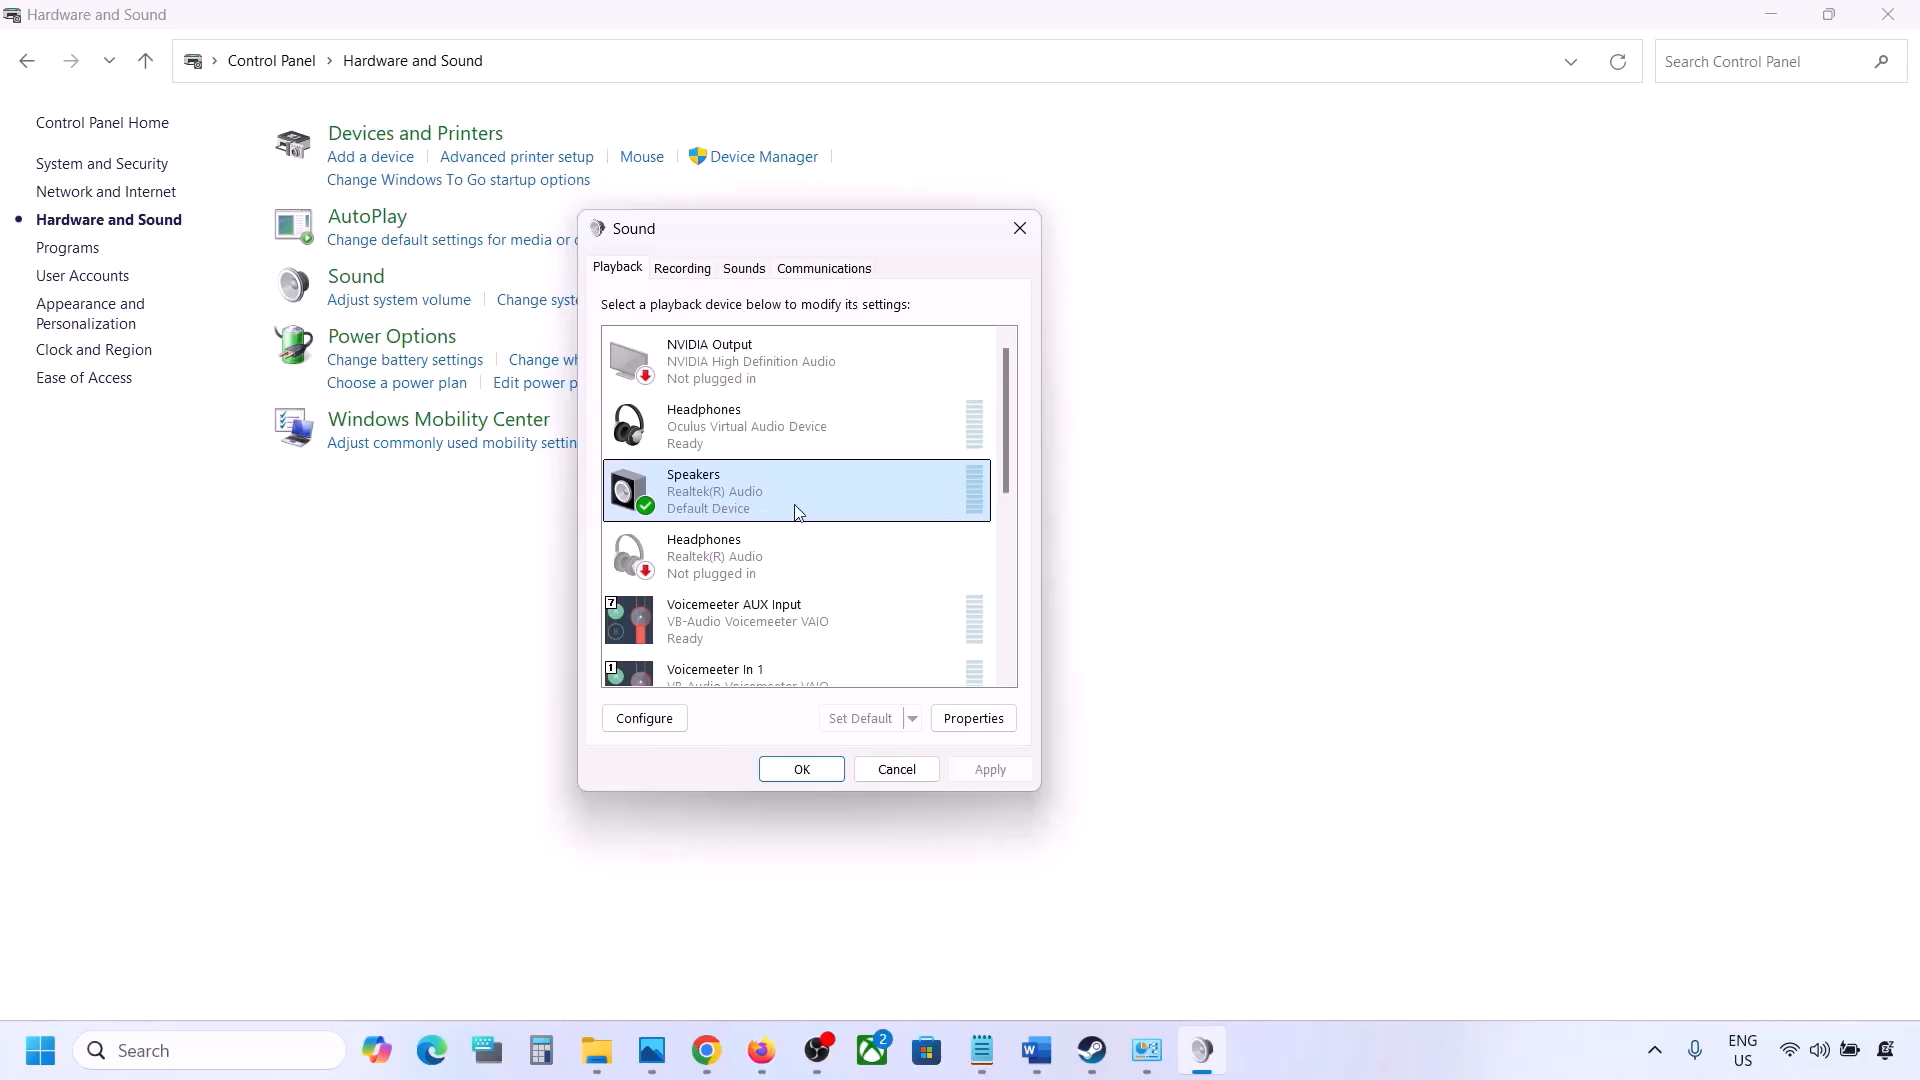 Hardware and Sound
Control Panel > Hardware and Sound
Search Control Panel
Control Panel Home
System and Security
Network and Internet
Hardware and Sound
Programs
User Accounts
Appearance and
Personalization
Clock and Region
Ease of Access
Devices and Printers
Add a device
Advanced printer setup
Mouse
Device Manager
Change Windows To Go startup options
AutoPlay
Change default settings for media or
Sound
Adjust system volume
Change
Power Options
Change battery settings
Change
Choose a power plan
Edit power
Windows Mobility Center
Adjust commonly used mobility
Sound
Playback
Recording
Sounds
Communications
Select a playback device below to modify its settings:
NVIDIA Output
NVIDIA High Definition Audio
Not plugged in
Headphones
Oculus Virtual Audio Device
Ready
Speakers
Realtek(R) Audio
Default Device
Headphones
Realtek(R) Audio
Not plugged in
7
Voicemeeter AUX Input
VB-Audio Voicemeeter VAIO
Ready
1
Voicemeeter In 1
VB-Audio Voicemeeter VAIO
Configure
Set Default
Properties
OK
Cancel
Apply
Search
2
ENG
US